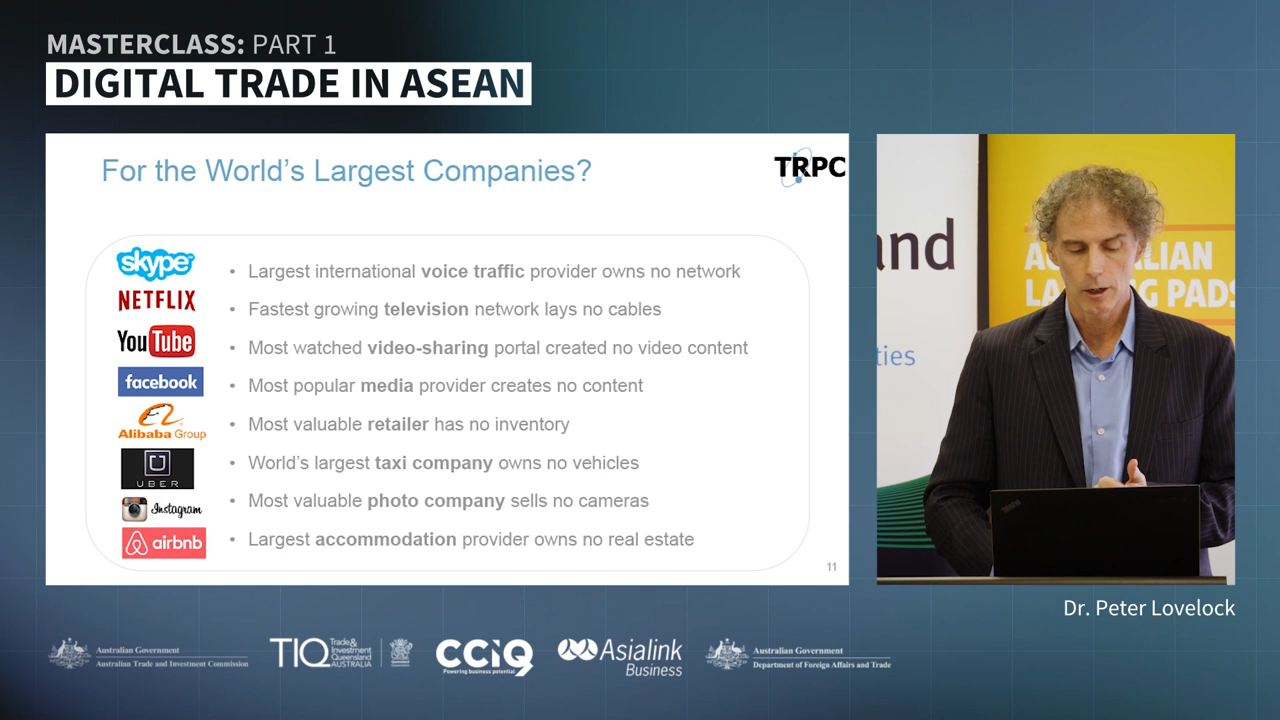 MASTERCLASS: PART 1
DIGITAL TRADE IN ASEAN
For the World's Largest Companies?
TRPC
skype
• Largest international voice traffic provider owns no network
NETFLIX
• Fastest growing television network lays no cables
YouTube
• Most watched video-sharing portal created no video content
facebook
• Most popular media provider creates no content
Alibaba Group
• Most valuable retailer has no inventory
UBER
• World's largest taxi company owns no vehicles
Instagram
• Most valuable photo company sells no cameras
airbnb
• Largest accommodation provider owns no real estate
11
and
ties
AUSTRALIAN
LANDING PADS
Dr. Peter Lovelock
Australian Government
Australian Trade and Investment Commission
TIQ
Trade &
Investment
Queensland
AUSTRALIA
CCIQ
Powering business potential
Asialink
Business
Australian Government
Department of Foreign Affairs and Trade